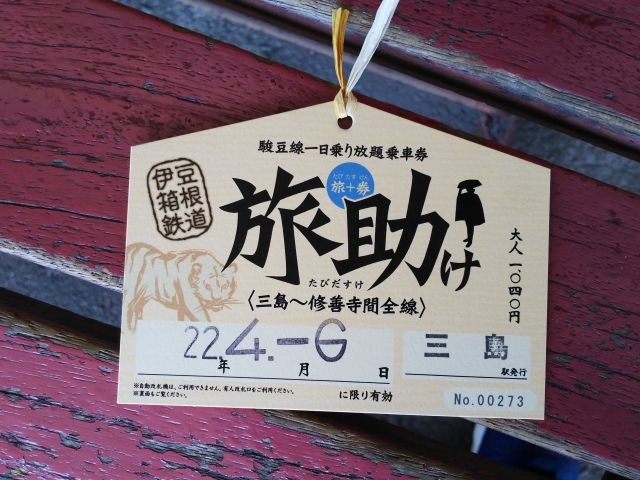 駿豆線一日乗り放題乗車券
伊豆
箱根
鉄道
たび たす けん
旅+券
旅助け
たびだすけ
〈三島～修善寺間全線〉
大人 一、〇四〇円
22.4.-6
年 月 日
三島
駅発行
※自動改札機は、ご利用できません。有人改札口をご利用ください。
※裏面もご覧ください。
に限り有効
No.00273